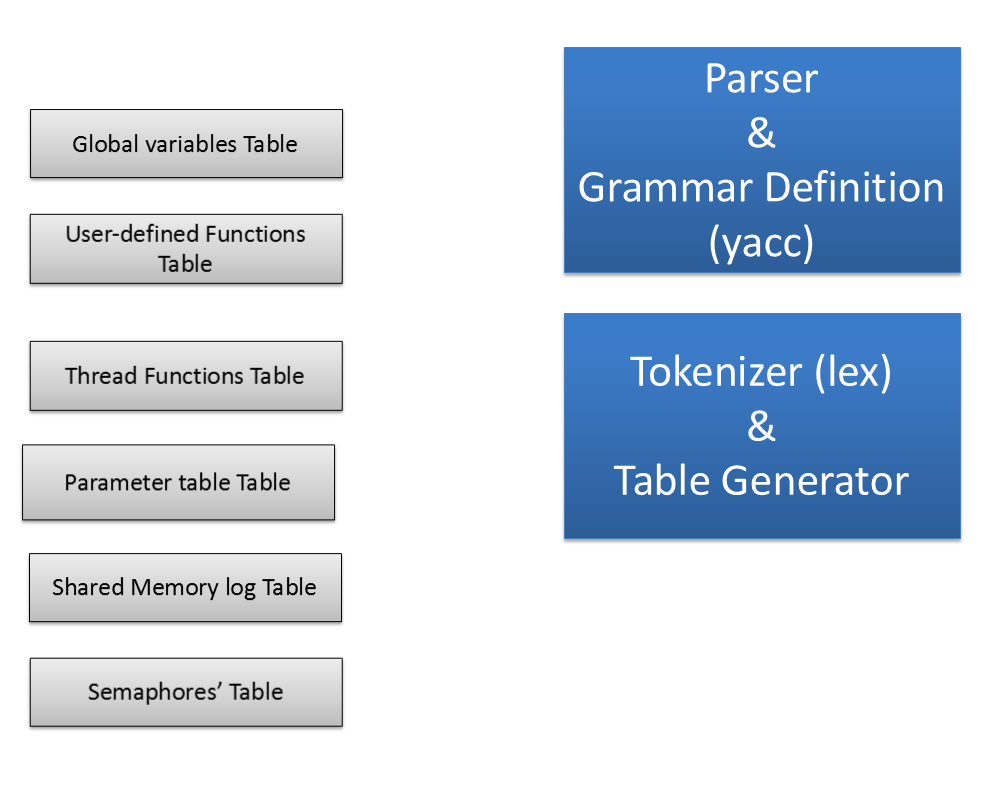 Global variables Table
User-defined Functions
Table
Thread Functions Table
Parameter table Table
Shared Memory log Table
Semaphores’ Table
Parser
&
Grammar Definition
(yacc)
Tokenizer (lex)
&
Table Generator